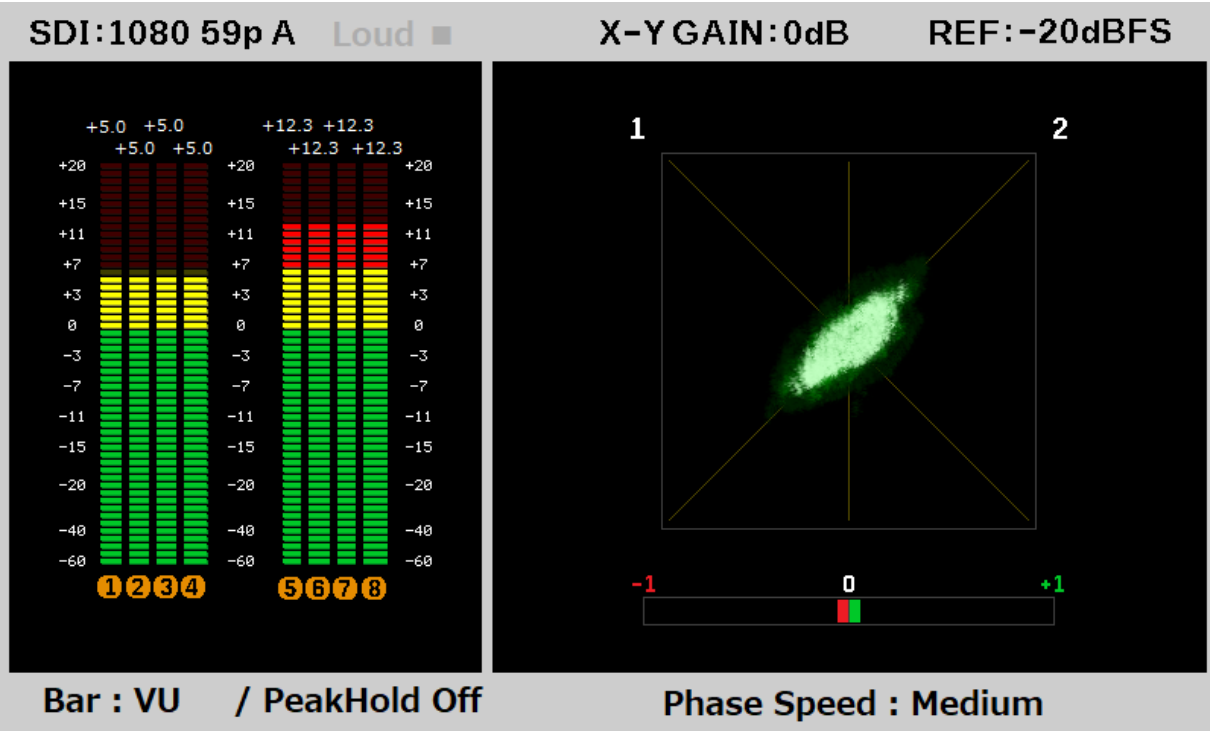 SDI:1080 59p A Loud ■ X-Y GAIN:0dB REF:-20dBFS
+5.0 +5.0 +12.3 +12.3
+5.0 +5.0 +12.3 +12.3
1 2
+20 +20 +20
+15 +15 +15
+11 +11 +11
+7 +7 +7
+3 +3 +3
0 0 0
-3 -3 -3
-7 -7 -7
-11 -11 -11
-15 -15 -15
-20 -20 -20
-40 -40 -40
-60 -60 -60
1 2 3 4 5 6 7 8
-1 0 +1
Bar : VU / PeakHold Off Phase Speed : Medium